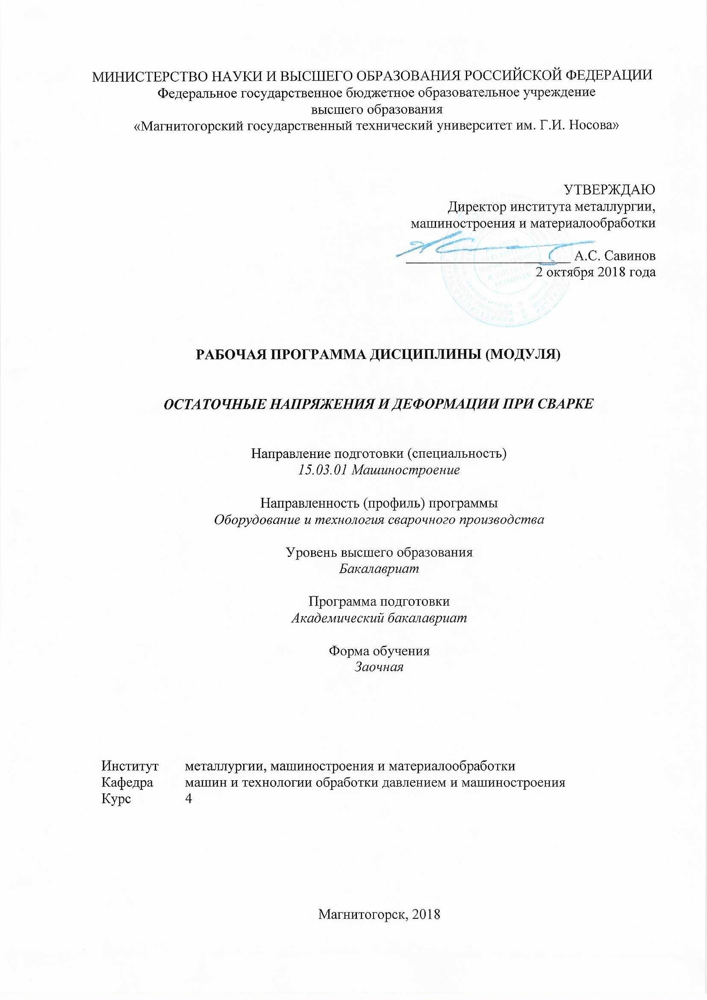 МИНИСТЕРСТВО НАУКИ И ВЫСШЕГО ОБРАЗОВАНИЯ РОССИЙСКОЙ ФЕДЕРАЦИИ
Федеральное государственное бюджетное образовательное учреждение
высшего образования
«Магнитогорский государственный технический университет им. Г.И. Носова»
УТВЕРЖДАЮ
Директор института металлургии,
машиностроения и материалообработки
А.С. Савинов
2 октября 2018 года
РАБОЧАЯ ПРОГРАММА ДИСЦИПЛИНЫ (МОДУЛЯ)
ОСТАТОЧНЫЕ НАПРЯЖЕНИЯ И ДЕФОРМАЦИИ ПРИ СВАРКЕ
Направление подготовки (специальность)
15.03.01 Машиностроение
Направленность (профиль) программы
Оборудование и технология сварочного производства
Уровень высшего образования
Бакалавриат
Программа подготовки
Академический бакалавриат
Форма обучения
Заочная
Институт металлургии, машиностроения и материалообработки
Кафедра машин и технологии обработки давлением и машиностроения
Курс 4
Магнитогорск, 2018